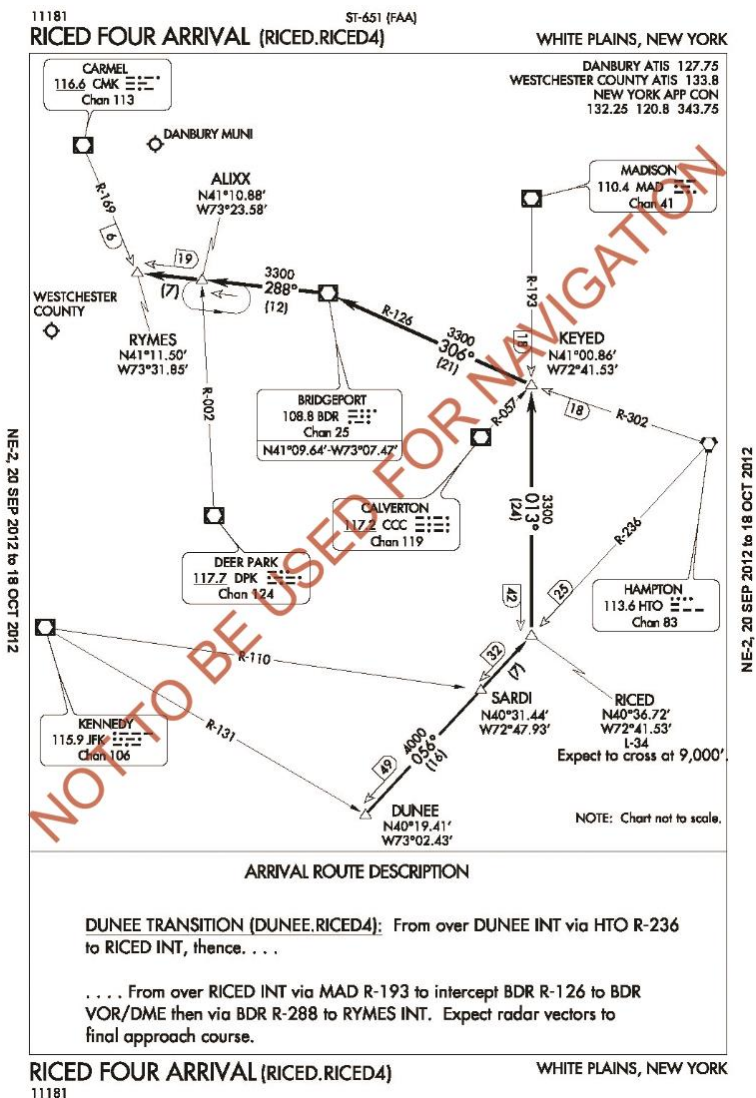 11181
ST-651 (FAA)
RICED FOUR ARRIVAL (RICED.RICED4)
WHITE PLAINS, NEW YORK
DANBURY ATIS 127.75
WESTCHESTER COUNTY ATIS 133.8
NEW YORK APP CON
132.25 120.8 343.75
CARMEL
116.6 CMK
Chan 113
DANBURY MUNI
MADISON
110.4 MAD
Chan 41
ALIXX
N41°10.88'
W73°23.58'
R-169
6
19
(7)
3300
288°
(12)
R-126
3300
306°
(21)
R-193
18
WESTCHESTER
COUNTY
RYMES
N41°11.50'
W73°31.85'
KEYED
N41°00.86'
W72°41.53'
R-002
BRIDGEPORT
108.8 BDR
Chan 25
N41°09.64'-W73°07.47'
R-057
18
R-302
CALVERTON
117.2 CCC
Chan 119
3300
013°
(24)
R-236
DEER PARK
117.7 DPK
Chan 124
HAMPTON
113.6 HTO
Chan 83
42
25
32
(7)
R-110
SARDI
N40°31.44'
W72°47.93'
RICED
N40°36.72'
W72°41.53'
L-34
Expect to cross at 9,000'.
KENNEDY
115.9 JFK
Chan 106
R-131
4000
056°
(16)
49
DUNEE
N40°19.41'
W73°02.43'
NOTE: Chart not to scale.
NOT TO BE USED FOR NAVIGATION
NE-2, 20 SEP 2012 to 18 OCT 2012
NE-2, 20 SEP 2012 to 18 OCT 2012
ARRIVAL ROUTE DESCRIPTION
DUNEE TRANSITION (DUNEE.RICED4): From over DUNEE INT via HTO R-236
to RICED INT, thence. . . .
. . . . From over RICED INT via MAD R-193 to intercept BDR R-126 to BDR
VOR/DME then via BDR R-288 to RYMES INT. Expect radar vectors to
final approach course.
RICED FOUR ARRIVAL (RICED.RICED4)
WHITE PLAINS, NEW YORK
11181